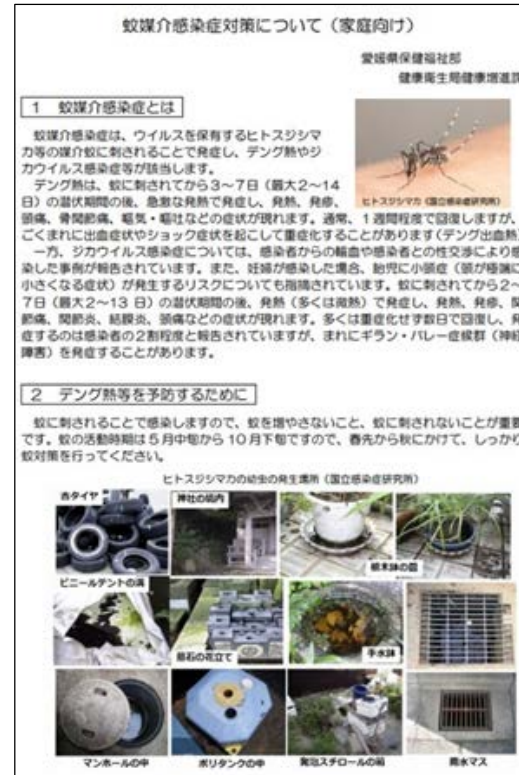 蚊媒介感染症対策について（家庭向け）
愛媛県保健福祉部
健康衛生局健康増進課
1 蚊媒介感染症とは
蚊媒介感染症は、ウイルスを保有するヒトスジシマ
カ等の媒介蚊に刺されることで発症し、デング熱やジ
カウイルス感染症等が該当します。
デング熱は、蚊に刺されてから3～7日（最大2～14
日）の潜伏期間の後、急激な発熱で発症し、発熱、発疹、
頭痛、骨関節痛、嘔気・嘔吐などの症状が現れます。通常、1週間程度で回復しますが、
ヒトスジシマカ（国立感染症研究所）
ごくまれに出血症状やショック症状を起こして重症化することがあります（デング出血熱）
一方、ジカウイルス感染症については、感染者からの輸血や感染者との性交渉により感
染した事例が報告されています。また、妊婦が感染した場合、胎児に小頭症（頭が極端に
小さくなる症状）が発生するリスクについても指摘されています。蚊に刺されてから2～
7日（最大2～13日）の潜伏期間の後、発熱（多くは微熱）で発症し、発熱、発疹、関
節痛、関節炎、結膜炎、頭痛などの症状が現れます。多くは重症化せず数日で回復し、発
症するのは感染者の2割程度と報告されていますが、まれにギラン・バレー症候群（神経
障害）を発症することがあります。
2 デング熱等を予防するために
蚊に刺されることで感染しますので、蚊を増やさないこと、蚊に刺されないことが重要
です。蚊の活動時期は5月中旬から10月下旬ですので、春先から秋にかけて、しっかり
蚊対策を行ってください。
ヒトスジシマカの幼虫の発生場所（国立感染症研究所）
古タイヤ
神社の境内
植木鉢の皿
ビニールテントの溝
墓石の花立て
手水鉢
マンホールの中
ポリタンクの中
発泡スチロールの箱
雨水マス